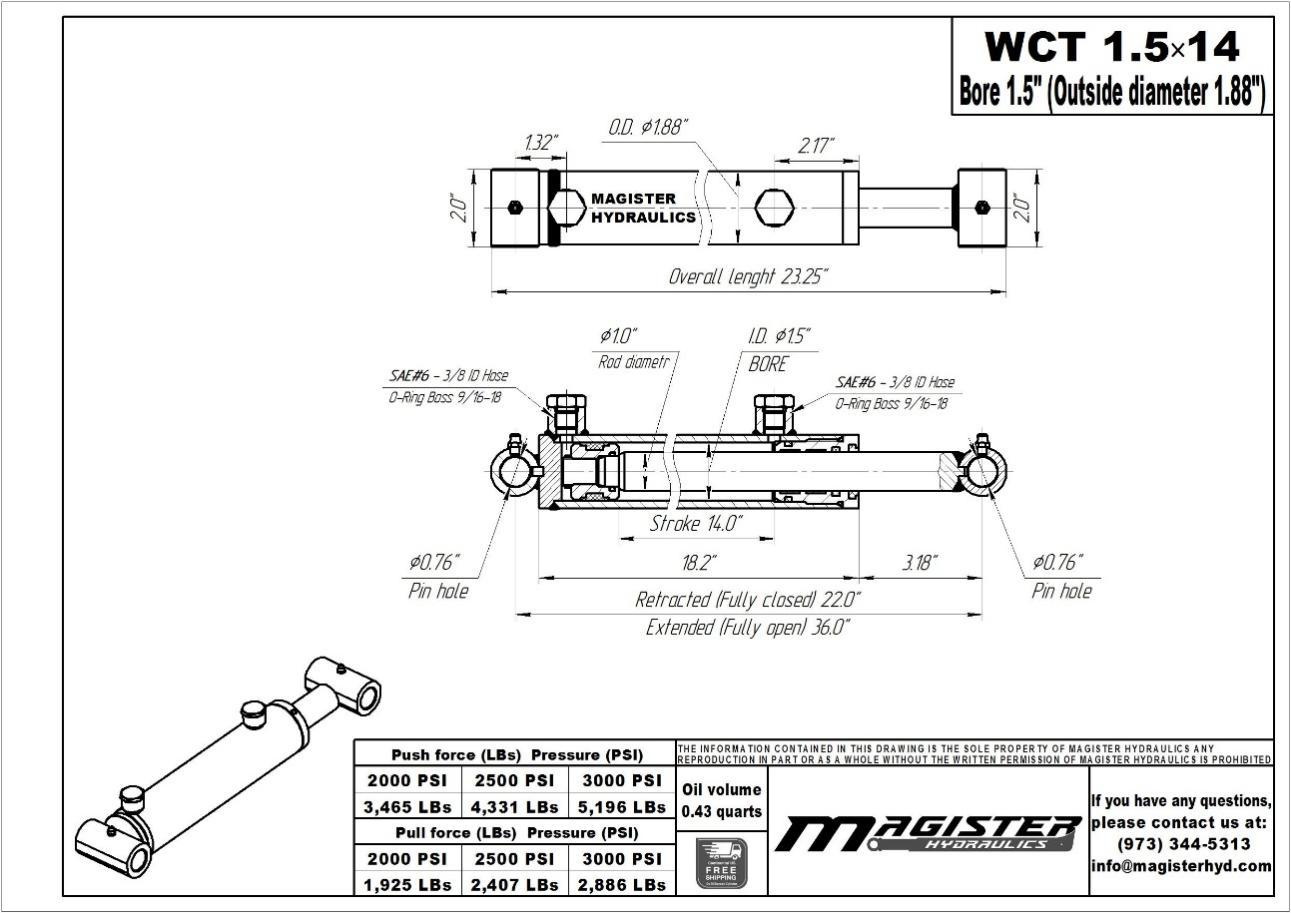 WCT 1.5×14
Bore 1.5" (Outside diameter 1.88")
1.32"
O.D. ϕ1.88"
2.17"
2.0"
MAGISTER
HYDRAULICS
2.0"
Overall lenght 23.25"
ϕ1.0"
Rod diametr
I.D. ϕ1.5"
BORE
SAE#6 - 3/8 ID Hose
O-Ring Boss 9/16-18
SAE#6 - 3/8 ID Hose
O-Ring Boss 9/16-18
Stroke 14.0"
ϕ0.76"
Pin hole
18.2"
3.18"
ϕ0.76"
Pin hole
Retracted (Fully closed) 22.0"
Extended (Fully open) 36.0"
Push force (LBs) Pressure (PSI)
2000 PSI 2500 PSI 3000 PSI
3,465 LBs 4,331 LBs 5,196 LBs
Pull force (LBs) Pressure (PSI)
2000 PSI 2500 PSI 3000 PSI
1,925 LBs 2,407 LBs 2,886 LBs
THE INFORMATION CONTAINED IN THIS DRAWING IS THE SOLE PROPERTY OF MAGISTER HYDRAULICS ANY
REPRODUCTION IN PART OR AS A WHOLE WITHOUT THE WRITTEN PERMISSION OF MAGISTER HYDRAULICS IS PROHIBITED
Oil volume
0.43 quarts
FREE
SHIPPING
MAGISTER
HYDRAULICS
If you have any questions,
please contact us at:
(973) 344-5313
info@magisterhyd.com